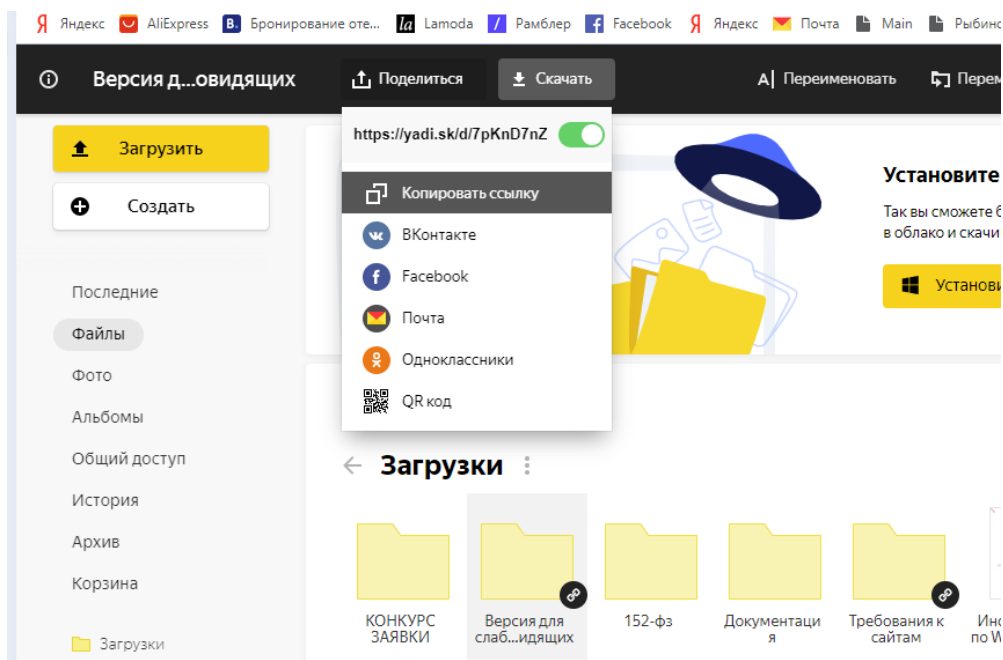 Яндекс AliExpress Бронирование оте... Lamoda Рамблер Facebook Яндекс Почта Main
Версия д...овидящих Поделиться Скачать Переименовать
https://yadi.sk/d/7pKnD7nZ
Загрузить
Создать
Копировать ссылку
ВКонтакте
Facebook
Почта
Одноклассники
QR код
Установите
Так вы сможете
в облако и скачи
Установи
Последние
Файлы
Фото
Альбомы
Общий доступ
История
Архив
Корзина
Загрузки
Загрузки
КОНКУРС
ЗАЯВКИ
Версия для
слаб...идящих
152-фз
Документаци
я
Требования к
сайтам
Инс
по W